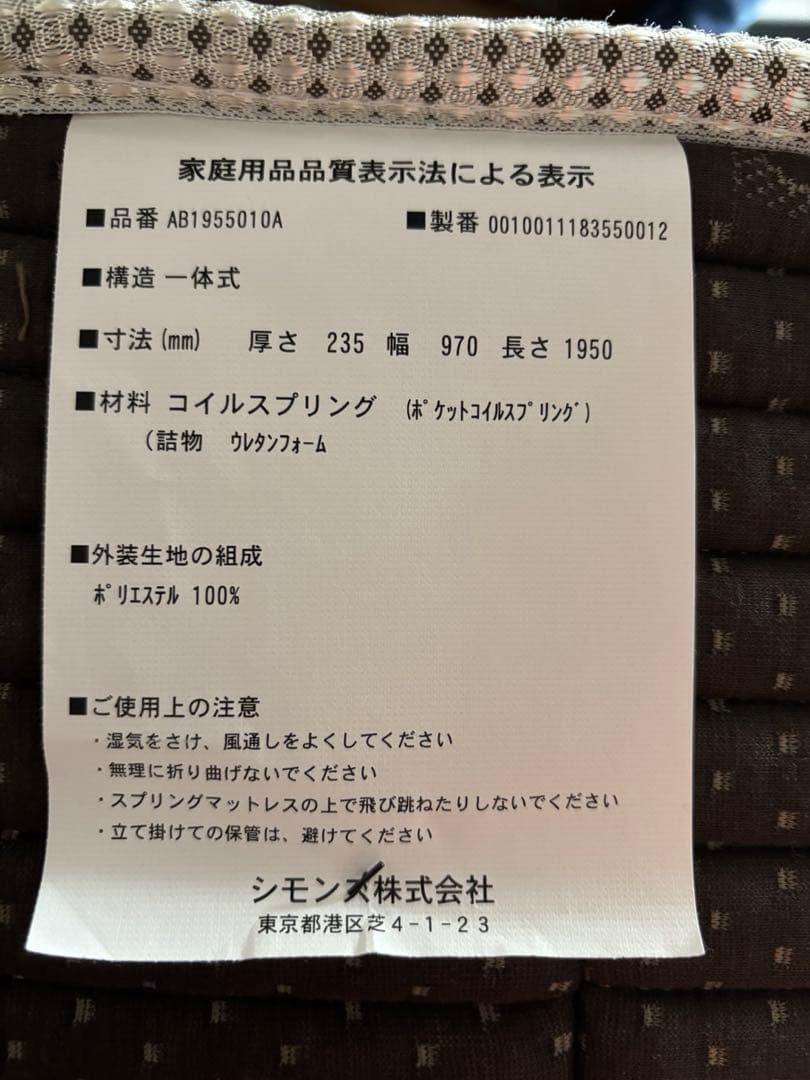 家庭用品品質表示法による表示
■品番 AB1955010A ■製番 0010011183550012
■構造 一体式
■寸法(mm) 厚さ 235 幅 970 長さ 1950
■材料 コイルスプリング (ﾎﾟｹｯﾄｺｲﾙｽﾌﾟﾘﾝｸﾞ)
(詰物 ｳﾚﾀﾝﾌｫｰﾑ
■外装生地の組成
ﾎﾟﾘｴｽﾃﾙ 100%
■ご使用上の注意
・湿気をさけ、風通しをよくしてください
・無理に折り曲げないでください
・スプリングマットレスの上で飛び跳ねたりしないでください
・立て掛けての保管は、避けてください
シモンズ株式会社
東京都港区芝4-1-23